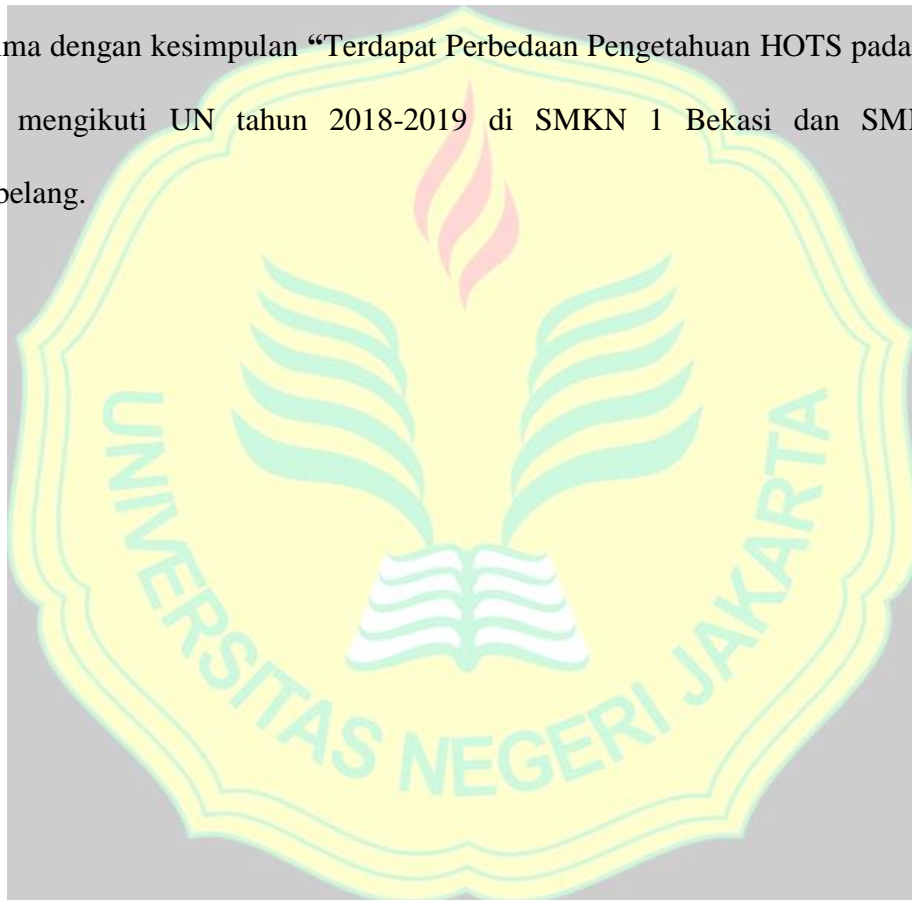 ma dengan kesimpulan “Terdapat Perbedaan Pengetahuan HOTS pada
mengikuti UN tahun 2018-2019 di SMKN 1 Bekasi dan
belang.
UNIVERSITAS NEGERI JAKARTA